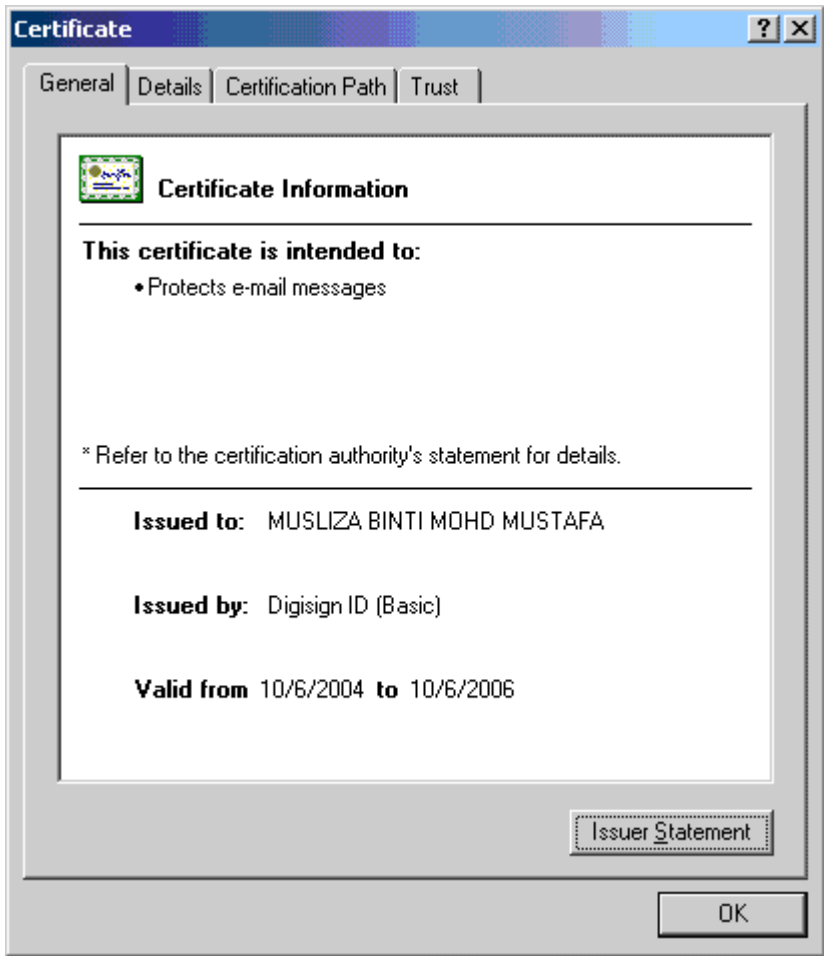 Certificate
General Details Certification Path Trust
Certificate Information
This certificate is intended to:
•Protects e-mail messages
* Refer to the certification authority's statement for details.
Issued to: MUSLIZA BINTI MOHD MUSTAFA
Issued by: Digisign ID (Basic)
Valid from 10/6/2004 to 10/6/2006
Issuer Statement
OK